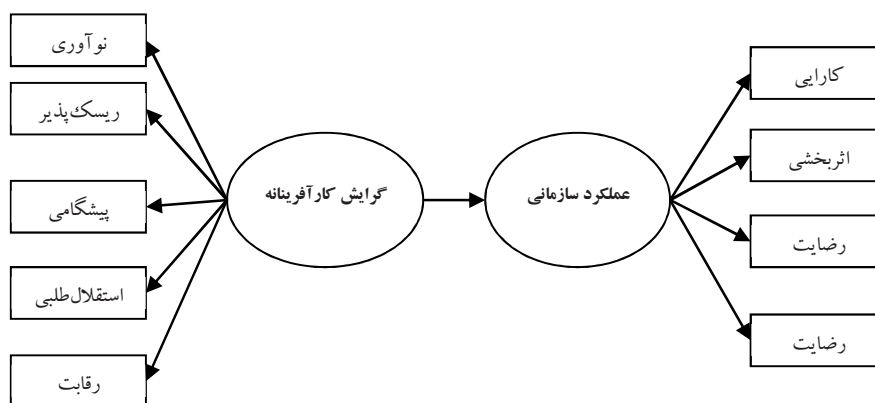 نوآوری
ریسک‌پذیر
پیشگامی
استقلال‌طلبی
رقابت
گرایش کارآفرینانه
عملکرد سازمانی
کارایی
اثربخشی
رضایت
رضایت